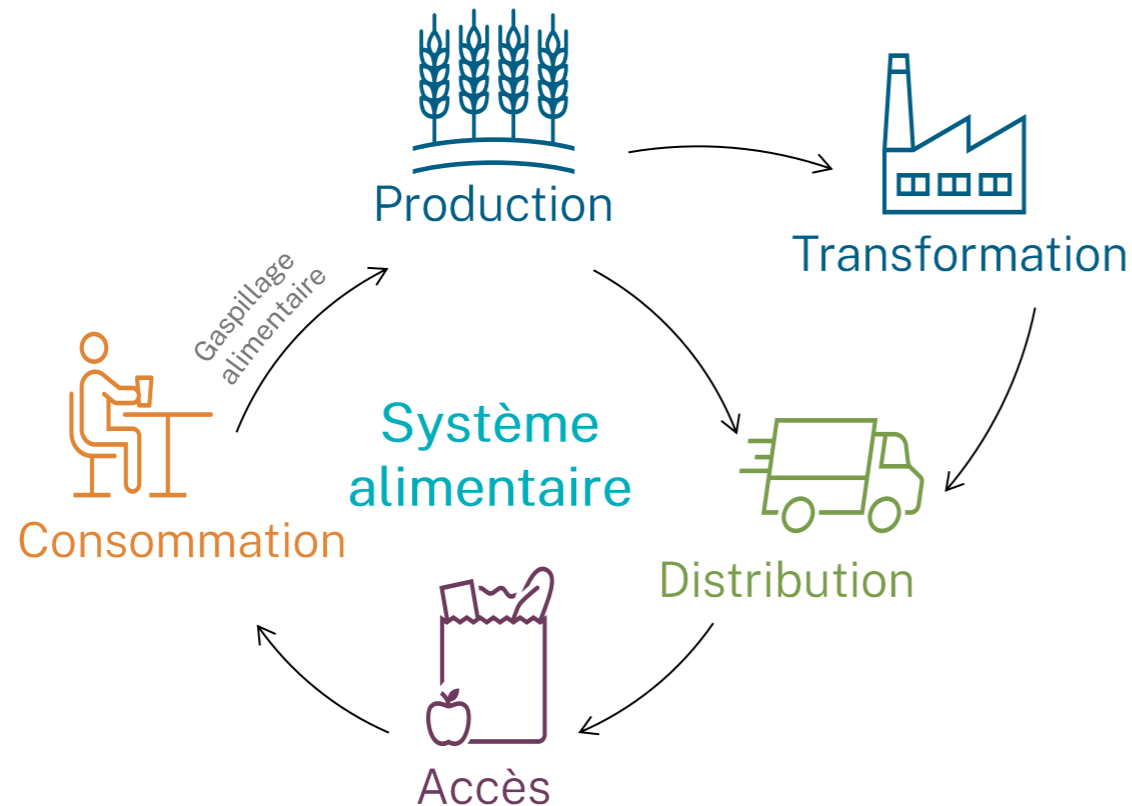 Production
Transformation
Gaspillage
alimentaire
Système
alimentaire
Consommation
Distribution
Accès